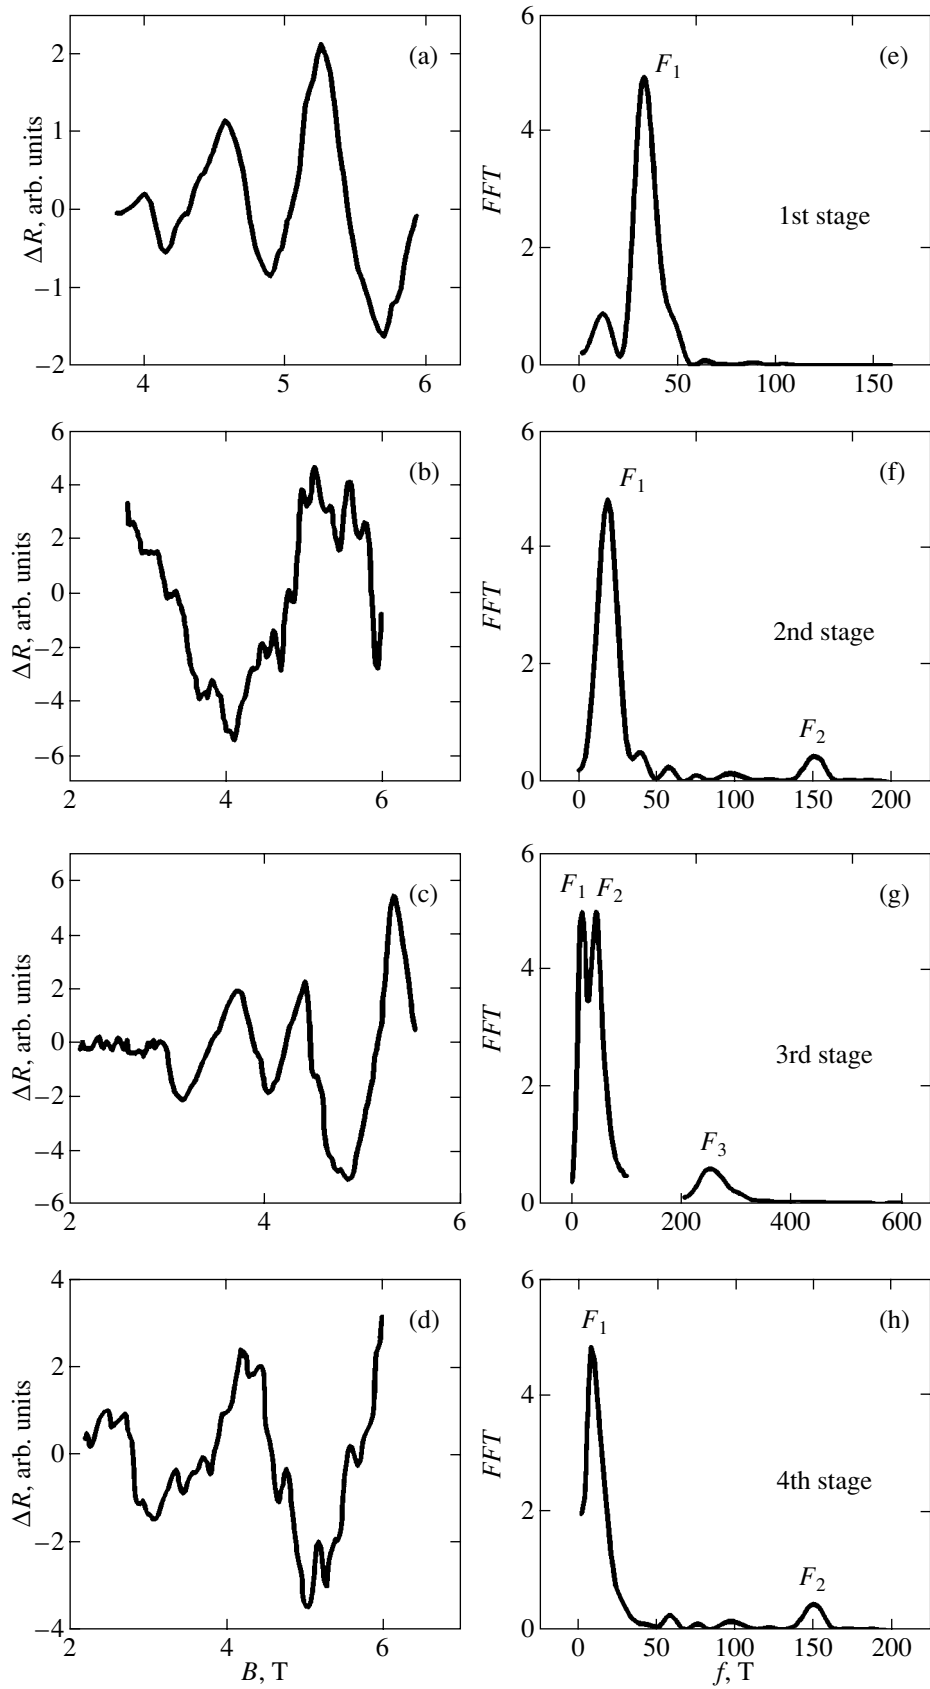 (a)
2
1
0
−1
−2
4
5
6
ΔR, arb. units
(e)
F1
6
4
2
0
0
50
100
150
FFT
1st stage
(b)
6
4
2
0
−2
−4
−6
2
4
6
ΔR, arb. units
(f)
F1
F2
6
4
2
0
0
50
100
150
200
FFT
2nd stage
(c)
6
4
2
0
−2
−4
−6
2
4
6
ΔR, arb. units
(g)
F1 F2
F3
6
4
2
0
0
200
400
600
FFT
3rd stage
(d)
4
2
0
−2
−4
2
4
6
ΔR, arb. units
B, T
(h)
F1
F2
6
4
2
0
0
50
100
150
200
FFT
4th stage
f, T